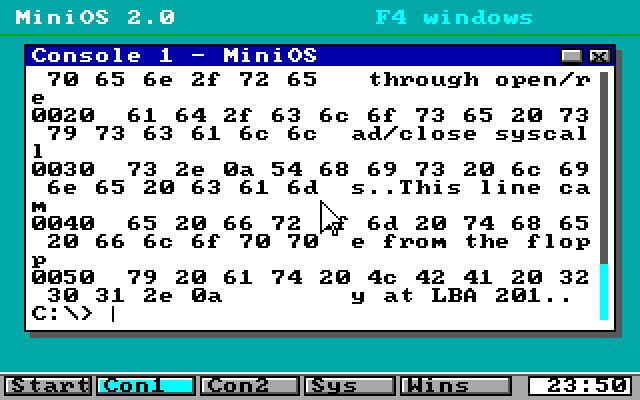 MiniOS 2.0 F4 windows
Console 1 - MiniOS
70 65 6e 2f 72 65 through open/r
e
0020 61 64 2f 63 6c 6f 73 65 20 73
79 73 63 61 6c 6c ad/close syscal
l
0030 73 2e 0a 54 68 69 73 20 6c 69
6e 65 20 63 61 6d s..This line ca
m
0040 65 20 66 72 6f 6d 20 74 68 65
20 66 6c 6f 70 70 e from the flop
p
0050 79 20 61 74 20 4c 42 41 20 32
30 31 2e 0a y at LBA 201..
C:\> |
Start Con1 Con2 Sys Wins 23:50